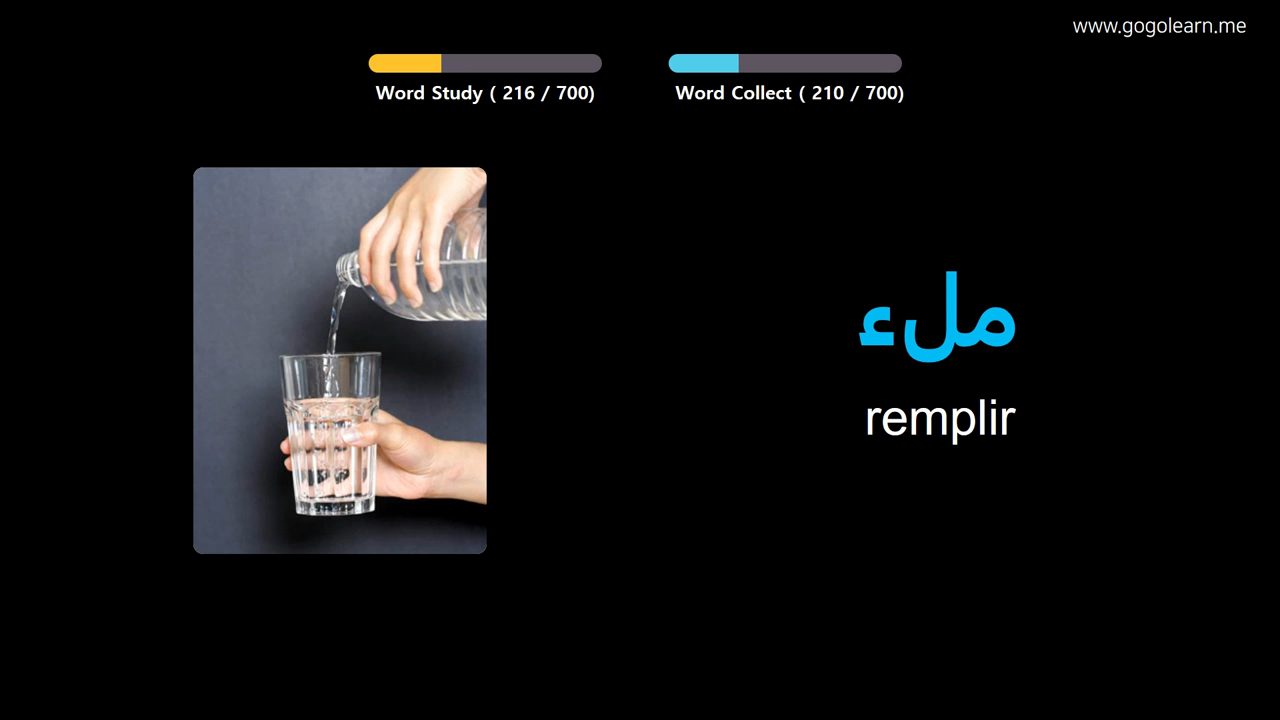 www.gogolearn.me
Word Study ( 216 / 700)
Word Collect ( 210 / 700)
ملء
remplir